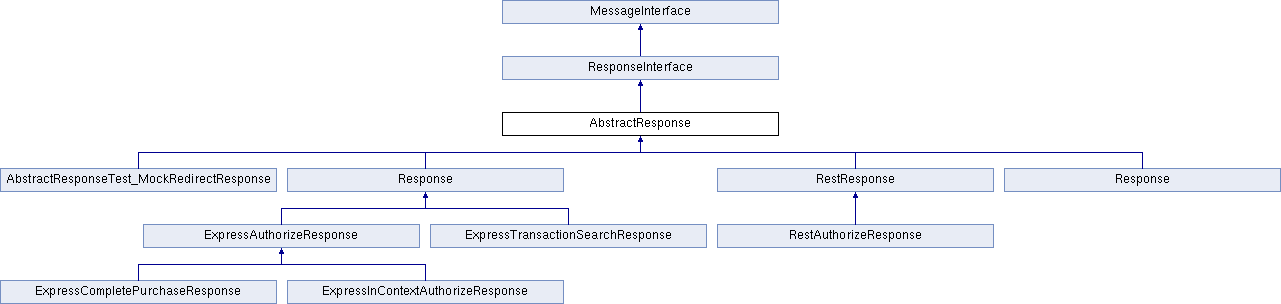 MessageInterface
ResponseInterface
AbstractResponse
AbstractResponseTest_MockRedirectResponse
Response
RestResponse
Response
ExpressAuthorizeResponse
ExpressTransactionSearchResponse
RestAuthorizeResponse
ExpressCompletePurchaseResponse
ExpressInContextAuthorizeResponse